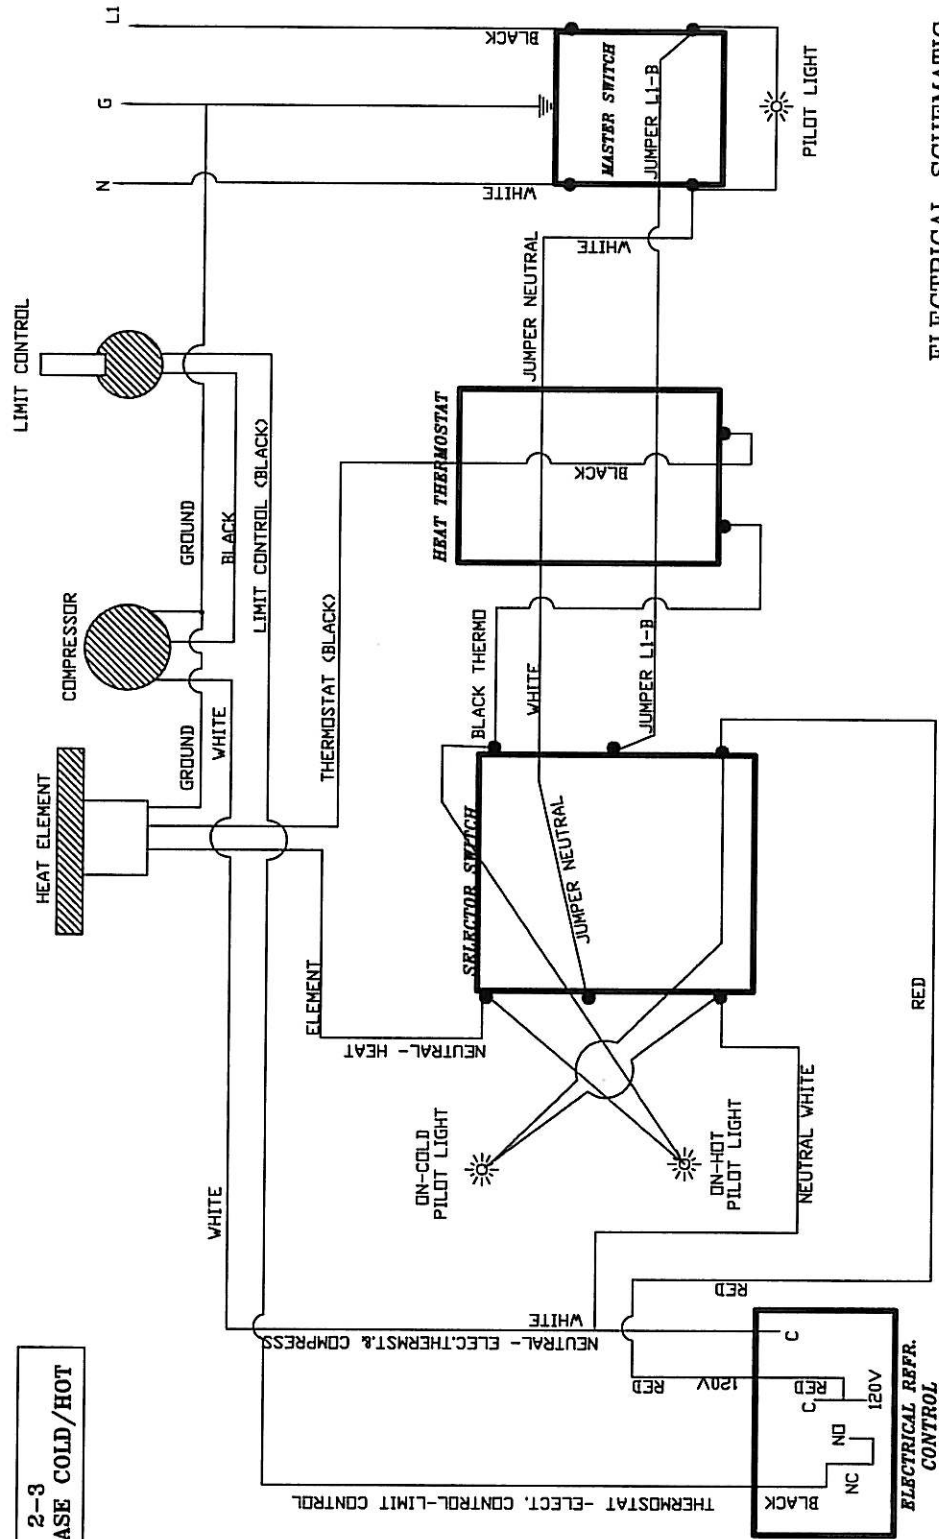 L1
G
N
BLACK
WHITE
MASTER SWITCH
JUMPER L1-B
PILOT LIGHT
LIMIT CONTROL
JUMPER NEUTRAL
WHITE
HEAT THERMOSTAT
BLACK
GROUND
BLACK
LIMIT CONTROL (BLACK)
COMPRESSOR
THERMOSTAT (BLACK)
BLACK THERMO
WHITE
JUMPER L1-B
HEAT ELEMENT
GROUND
WHITE
SELECTOR SWITCH
JUMPER NEUTRAL
ELEMENT
NEUTRAL- HEAT
RED
ON-COLD
PILOT LIGHT
ON-HOT
PILOT LIGHT
NEUTRAL WHITE
WHITE
RED
WHITE
NEUTRAL- ELEC.THERMST.& COMPRESS
RED
120V
RED
C
C
120V
NO
NC
BLACK
THERMOSTAT -ELECT. CONTROL-LIMIT CONTROL
ELECTRICAL REFR.
CONTROL
2-3
ASE COLD/HOT
ELECTRICAL SCHEMATIC